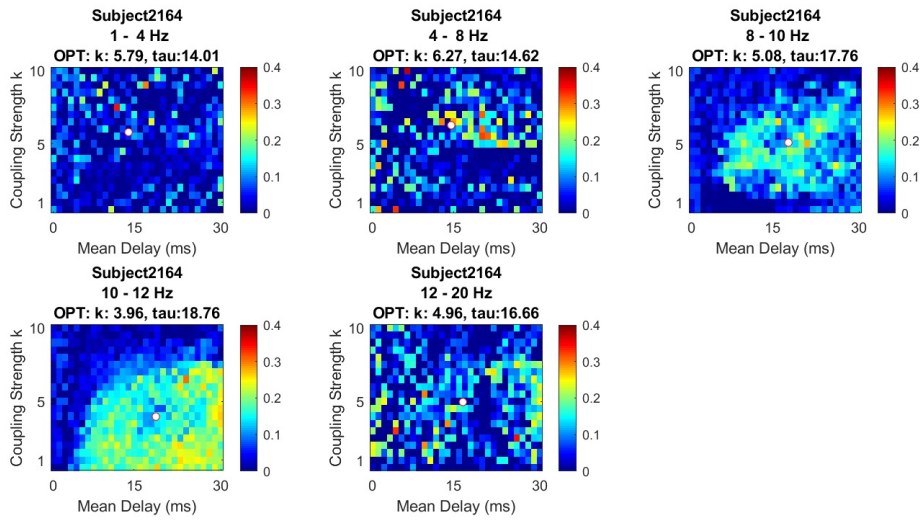 Subject2164
1 - 4 Hz
OPT: k: 5.79, tau:14.01
Coupling Strength k
10
5
1
0 15 30
Mean Delay (ms)
0.4
0.3
0.2
0.1
0
Subject2164
4 - 8 Hz
OPT: k: 6.27, tau:14.62
Coupling Strength k
10
5
1
0 15 30
Mean Delay (ms)
0.4
0.3
0.2
0.1
0
Subject2164
8 - 10 Hz
OPT: k: 5.08, tau:17.76
Coupling Strength k
10
5
1
0 15 30
Mean Delay (ms)
0.4
0.3
0.2
0.1
0
Subject2164
10 - 12 Hz
OPT: k: 3.96, tau:18.76
Coupling Strength k
10
5
1
0 15 30
Mean Delay (ms)
0.4
0.3
0.2
0.1
0
Subject2164
12 - 20 Hz
OPT: k: 4.96, tau:16.66
Coupling Strength k
10
5
1
0 15 30
Mean Delay (ms)
0.4
0.3
0.2
0.1
0